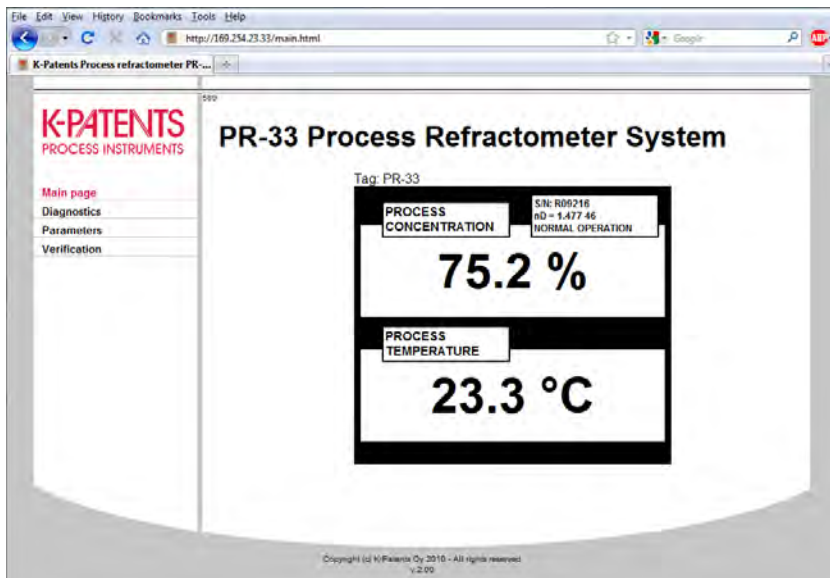 File Edit View History Bookmarks Tools Help
http://169.254.23.33/main.html
Google
ABP
K-Patents Process refractometer PR-...
K-PATENTS
PROCESS INSTRUMENTS
PR-33 Process Refractometer System
Tag: PR-33
Main page
Diagnostics
Parameters
Verification
PROCESS
CONCENTRATION
S/N: R09216
nD = 1.477 46
NORMAL OPERATION
75.2 %
PROCESS
TEMPERATURE
23.3 °C
Copyright (c) K-Patents Oy 2010 - All rights reserved
v.2.00